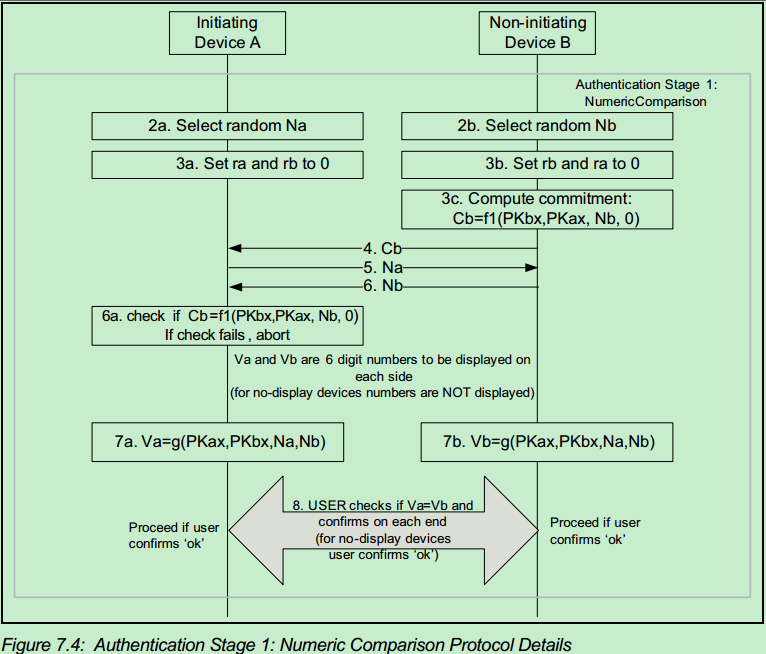 Initiating
Device A
Non-initiating
Device B
Authentication Stage 1:
NumericComparison
2a. Select random Na
2b. Select random Nb
3a. Set ra and rb to 0
3b. Set rb and ra to 0
3c. Compute commitment:
Cb=f1(PKbx,PKax, Nb, 0)
4. Cb
5. Na
6. Nb
6a. check if Cb=f1(PKbx,PKax, Nb, 0)
If check fails, abort
Va and Vb are 6 digit numbers to be displayed on
each side
(for no-display devices numbers are NOT displayed)
7a. Va=g(PKax,PKbx,Na,Nb)
7b. Vb=g(PKax,PKbx,Na,Nb)
8. USER checks if Va=Vb and
confirms on each end
(for no-display devices
user confirms 'ok')
Proceed if user
confirms 'ok'
Proceed if user
confirms 'ok'
Figure 7.4: Authentication Stage 1: Numeric Comparison Protocol Details